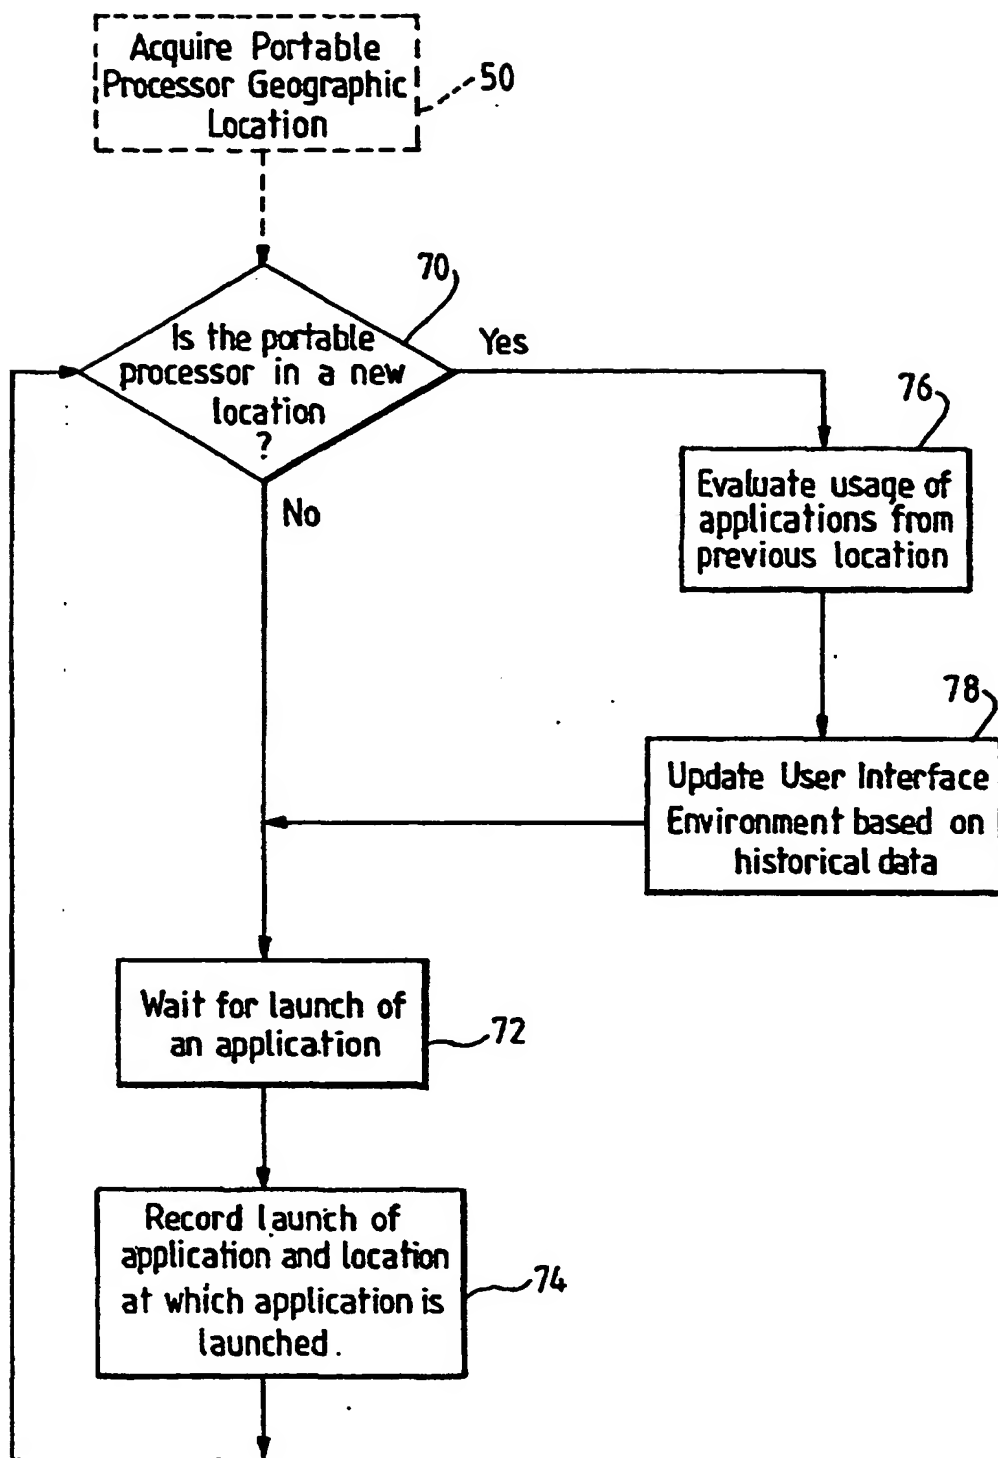 Acquire Portable
Processor Geographic
Location
50
70
Is the portable
processor in a new
location
?
Yes
No
76
Evaluate usage of
applications from
previous location
78
Update User Interface
Environment based on
historical data
Wait for launch of
an application
72
Record launch of
application and location
at which application is
launched.
74